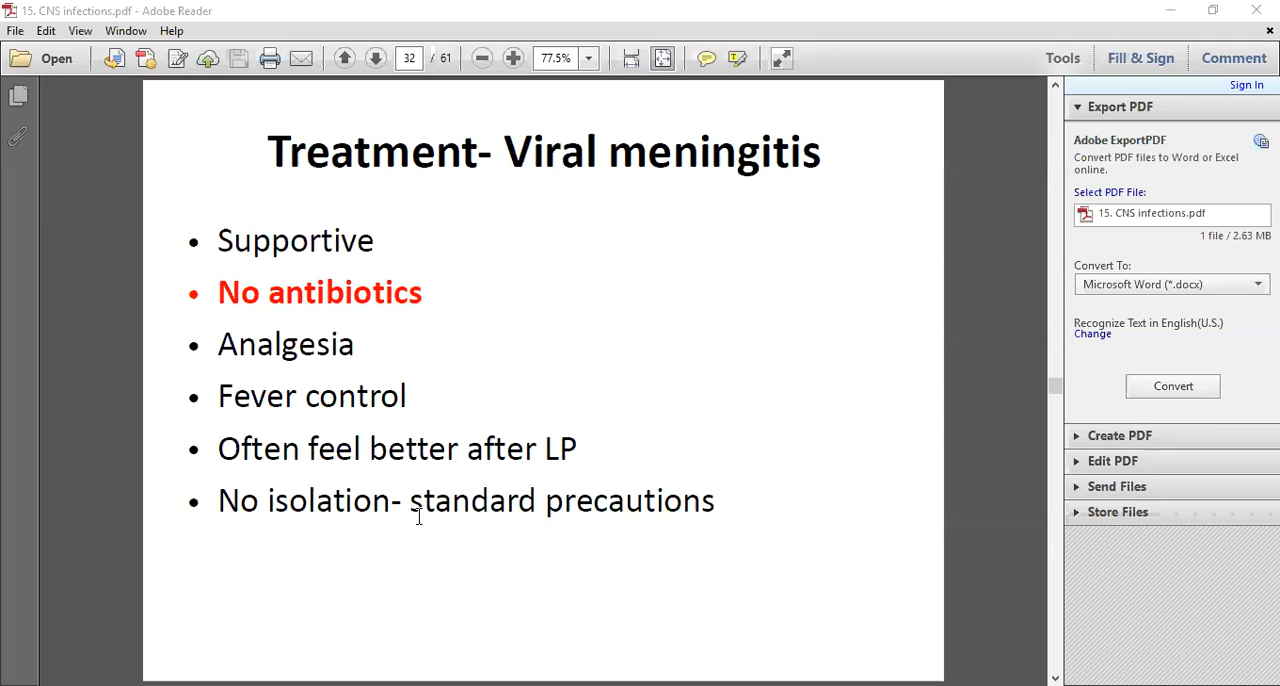 15. CNS infections.pdf - Adobe Reader
File Edit View Window Help
Open 32 / 61 77.5% Tools Fill & Sign Comment
Sign In
Treatment- Viral meningitis
• Supportive
• No antibiotics
• Analgesia
• Fever control
• Often feel better after LP
• No isolation- standard precautions
Export PDF
Adobe ExportPDF
Convert PDF files to Word or Excel
online.
Select PDF File:
15. CNS infections.pdf
1 file / 2.63 MB
Convert To:
Microsoft Word (*.docx)
Recognize Text in English(U.S.)
Change
Convert
Create PDF
Edit PDF
Send Files
Store Files